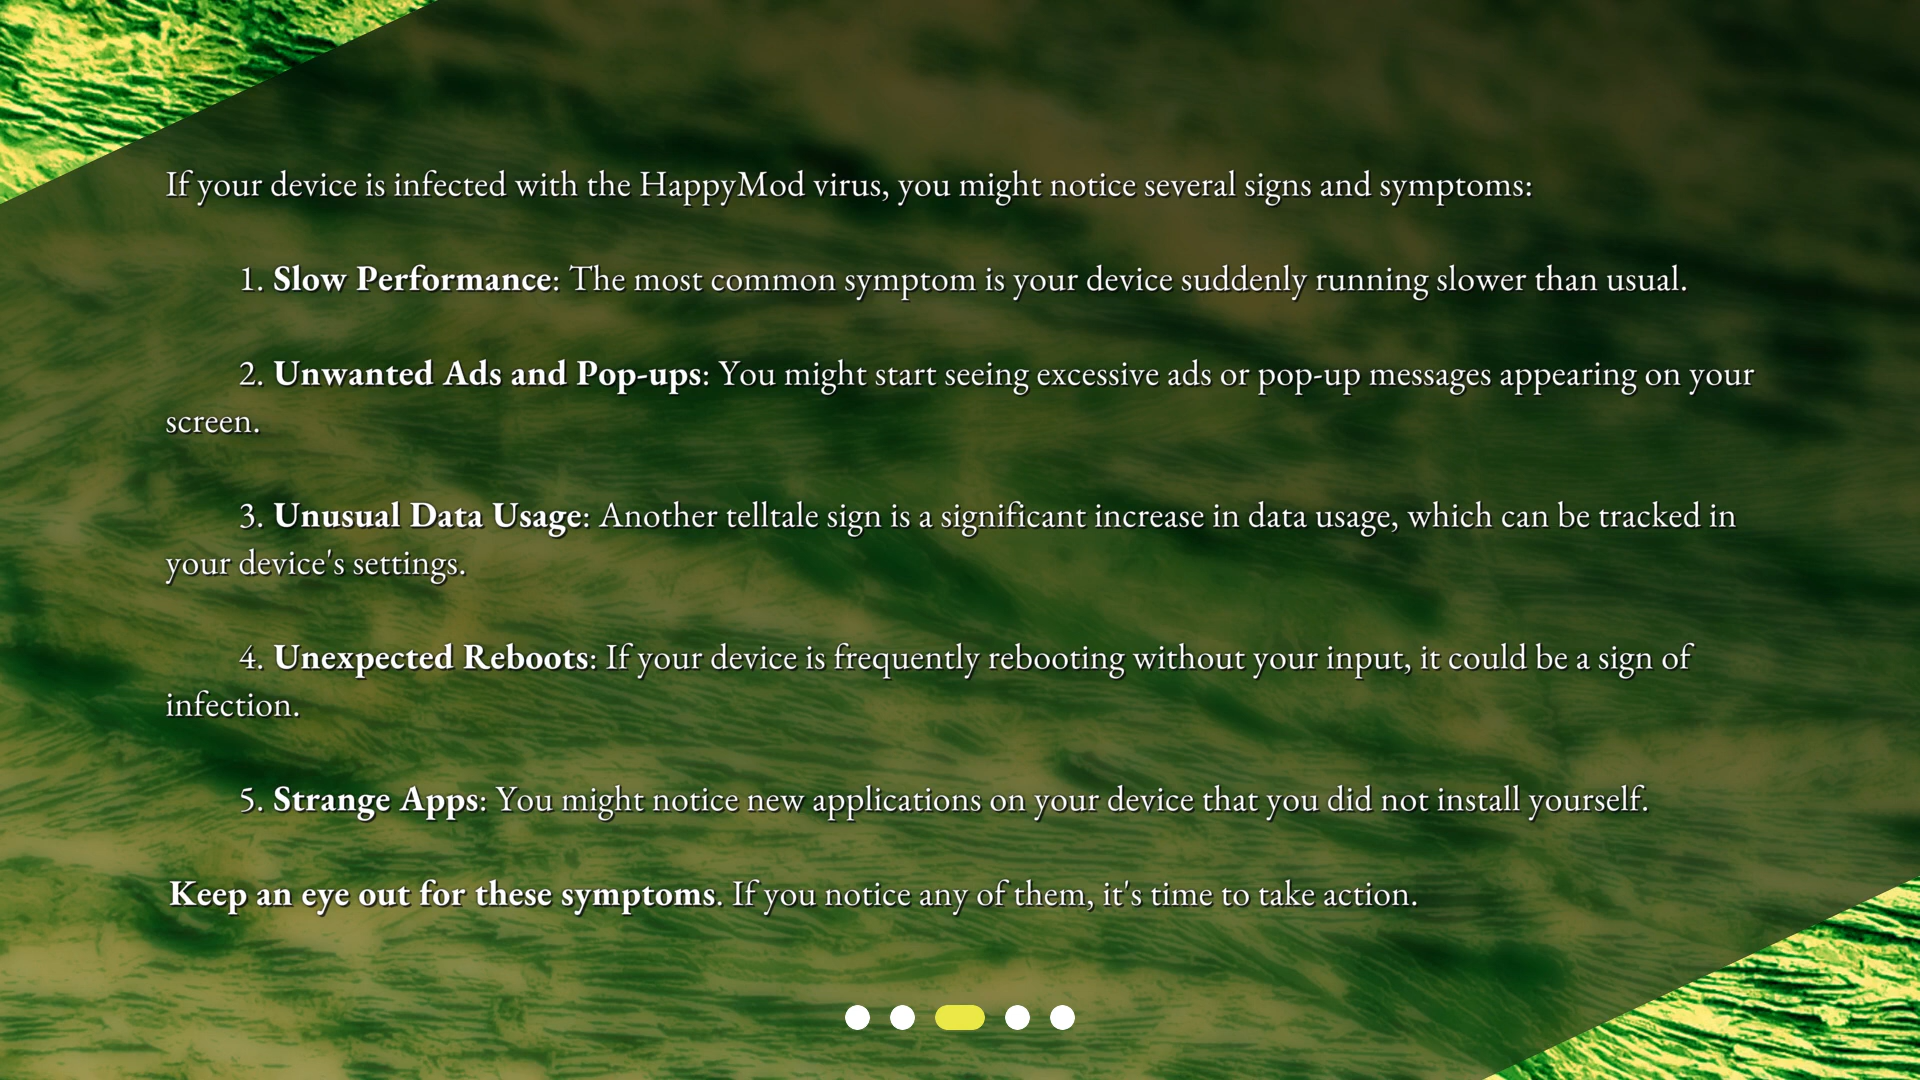 If your device is infected with the HappyMod virus, you might notice several signs and symptoms:
1. Slow Performance: The most common symptom is your device suddenly running slower than usual.
2. Unwanted Ads and Pop-ups: You might start seeing excessive ads or pop-up messages appearing on your
screen.
3. Unusual Data Usage: Another telltale sign is a significant increase in data usage, which can be tracked in
your device's settings.
4. Unexpected Reboots: If your device is frequently rebooting without your input, it could be a sign of
infection.
5. Strange Apps: You might notice new applications on your device that you did not install yourself.
Keep an eye out for these symptoms. If you notice any of them, it's time to take action.